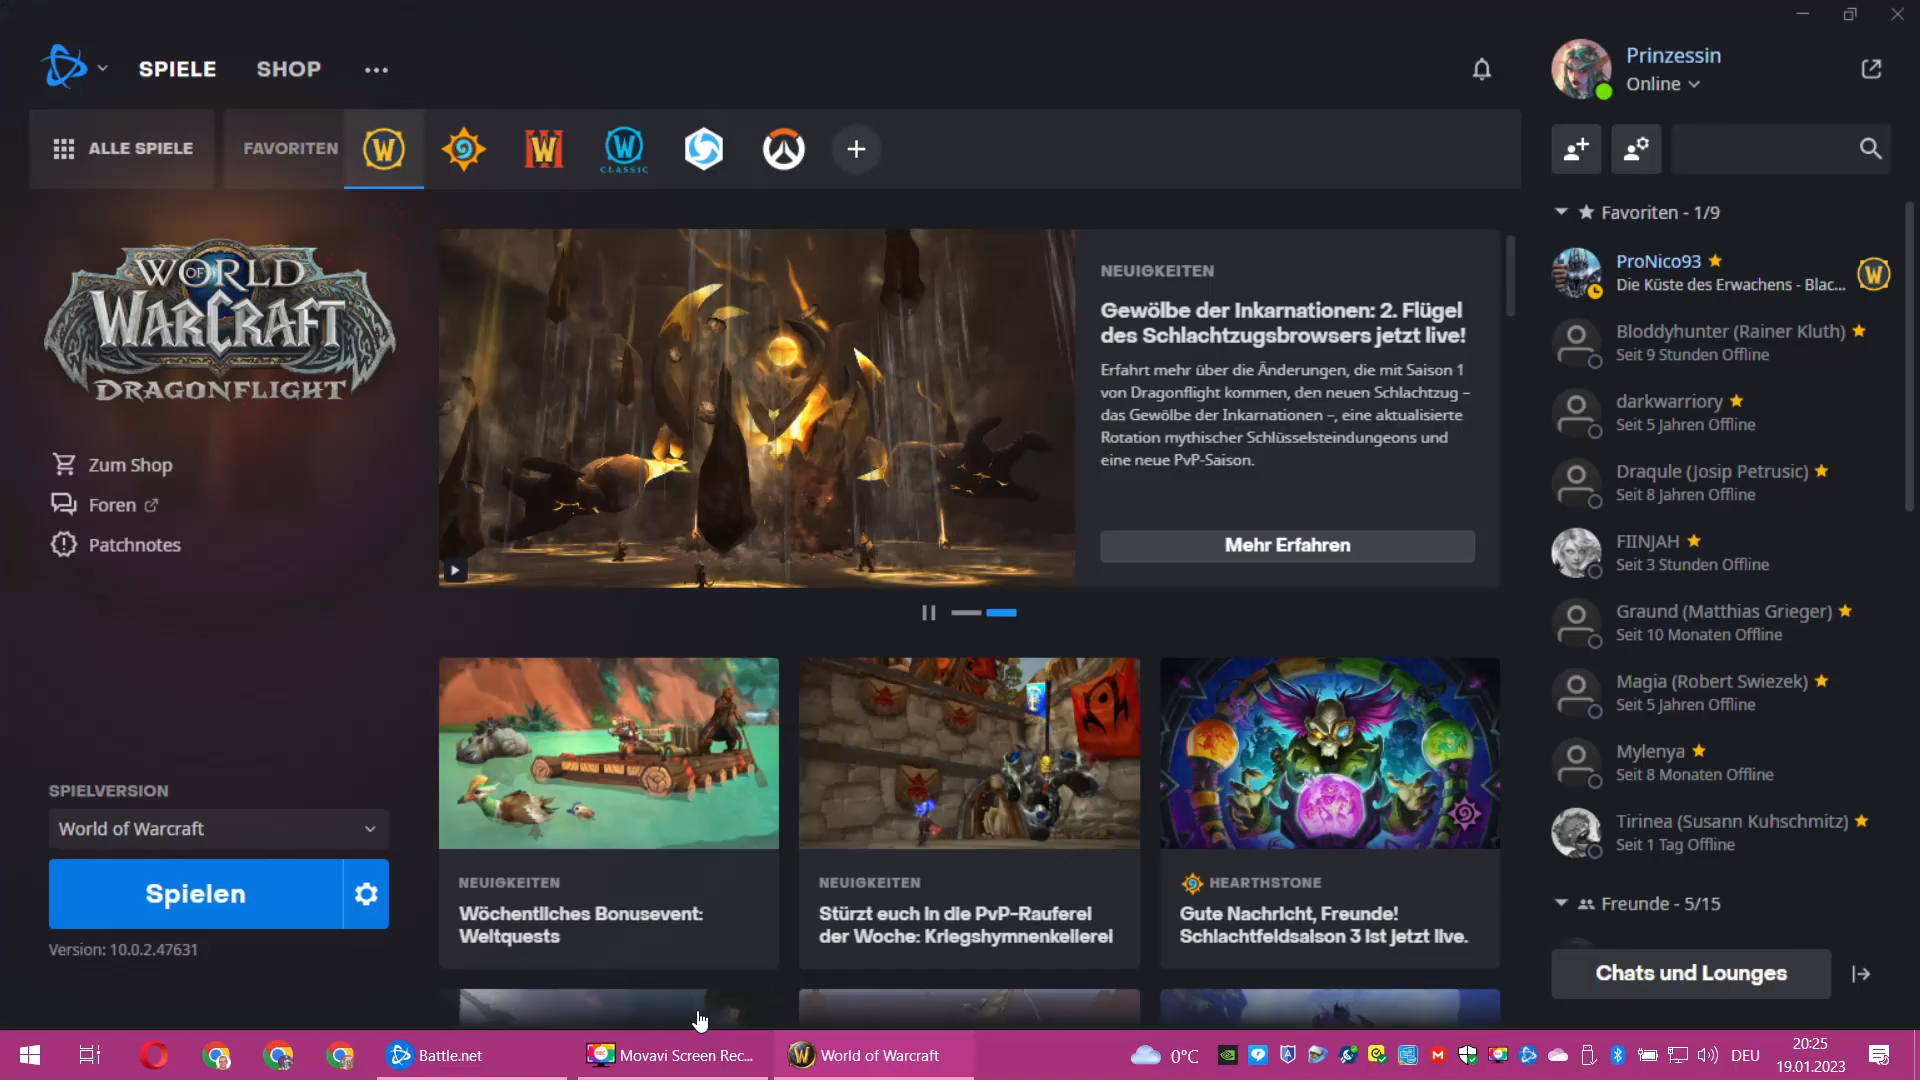 SPIELE
SHOP
Prinzessin
Online
ALLE SPIELE
FAVORITEN
CLASSIC
WORLD
OF
WARCRAFT
DRAGONFLIGHT
Zum Shop
Foren
Patchnotes
SPIELVERSION
World of Warcraft
Spielen
Version: 10.0.2.47631
NEUIGKEITEN
Gewölbe der Inkarnationen: 2. Flügel
des Schlachtzugsbrowsers jetzt live!
Erfahrt mehr über die Änderungen, die mit Saison 1
von Dragonflight kommen, den neuen Schlachtzug –
das Gewölbe der Inkarnationen –, eine aktualisierte
Rotation mythischer Schlüsselsteindungeons und
eine neue PvP-Saison.
Mehr Erfahren
NEUIGKEITEN
Wöchentliches Bonusevent:
Weltquests
NEUIGKEITEN
Stürzt euch in die PvP-Rauferei
der Woche: Kriegshymnenkellerei
HEARTHSTONE
Gute Nachricht, Freunde!
Schlachtfeldsaison 3 ist jetzt live.
Favoriten - 1/9
ProNico93
Die Küste des Erwachens - Blac...
Bloddyhunter (Rainer Kluth)
Seit 9 Stunden Offline
darkwarriory
Seit 5 Jahren Offline
Draqule (Josip Petrusic)
Seit 8 Jahren Offline
FIINJAH
Seit 3 Stunden Offline
Graund (Matthias Grieger)
Seit 10 Monaten Offline
Magia (Robert Swiezek)
Seit 5 Jahren Offline
Mylenya
Seit 8 Monaten Offline
Tirinea (Susann Kuhschmitz)
Seit 1 Tag Offline
Freunde - 5/15
Chats und Lounges
Battle.net
Movavi Screen Rec...
World of Warcraft
0°C
DEU
20:25
19.01.2023